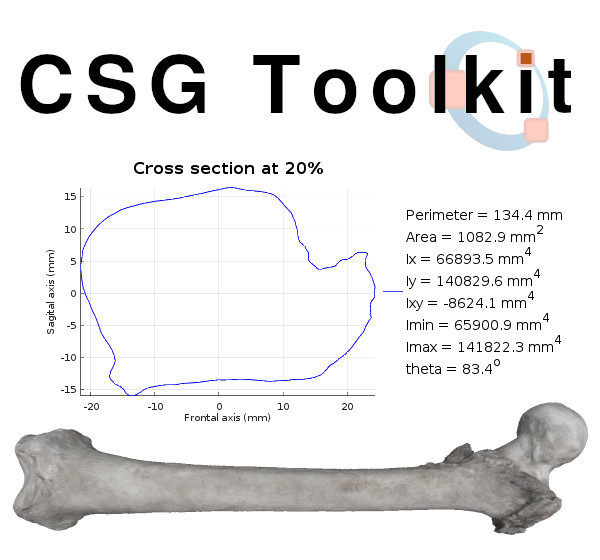 CSG Toolkit
Cross section at 20%
15
10
5
0
-5
-10
-15
Sagital axis (mm)
-20
-10
0
10
20
Frontal axis (mm)
Perimeter = 134.4 mm
Area = 1082.9 mm²
Ix = 66893.5 mm⁴
Iy = 140829.6 mm⁴
Ixy = -8624.1 mm⁴
Imin = 65900.9 mm⁴
Imax = 141822.3 mm⁴
theta = 83.4°